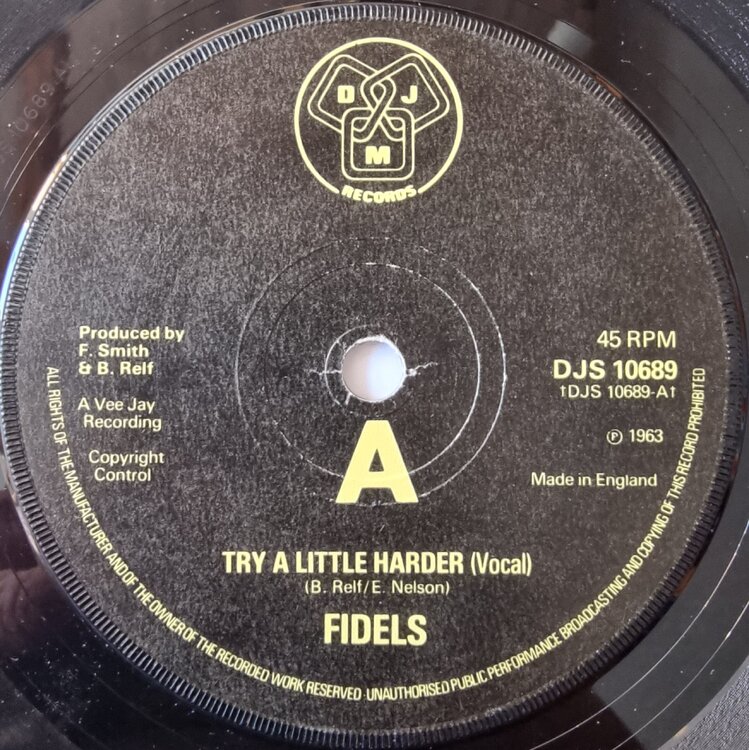 D J
M
RECORDS
Produced by
F. Smith
& B. Relf
A Vee Jay
Recording
Copyright
Control
45 RPM
DJS 10689
†DJS 10689-A†
℗ 1963
Made in England
A
TRY A LITTLE HARDER (Vocal)
(B. Relf/E. Nelson)
FIDELS
ALL RIGHTS OF THE MANUFACTURER AND OF THE OWNER OF THE RECORDED WORK RESERVED · UNAUTHORISED PUBLIC PERFORMANCE BROADCASTING AND COPYING OF THIS RECORD PROHIBITED